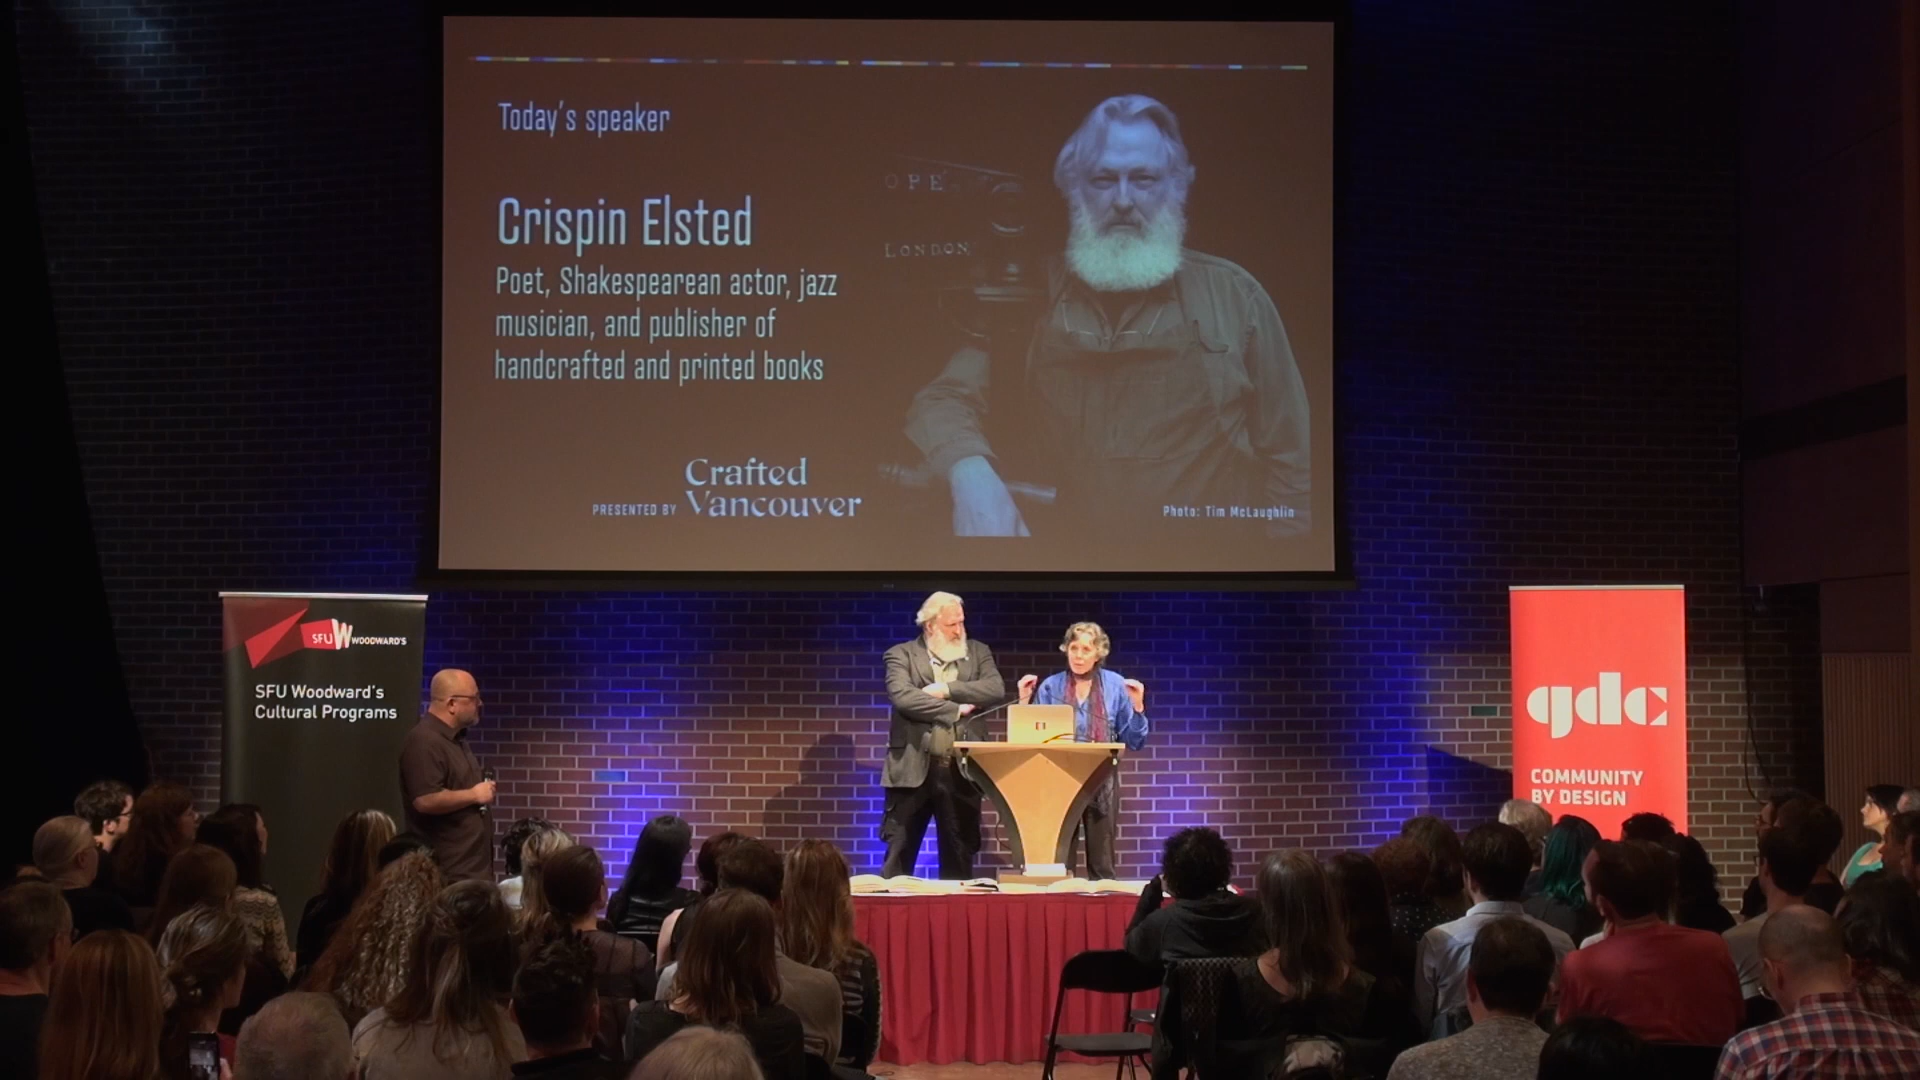 Today's speaker
OPE
LONDON
Crispin Elsted
Poet, Shakespearean actor, jazz
musician, and publisher of
handcrafted and printed books
PRESENTED BY Crafted
Vancouver
Photo: Tim McLaughlin
SFU W WOODWARD'S
SFU Woodward's
Cultural Programs
gdc
COMMUNITY
BY DESIGN